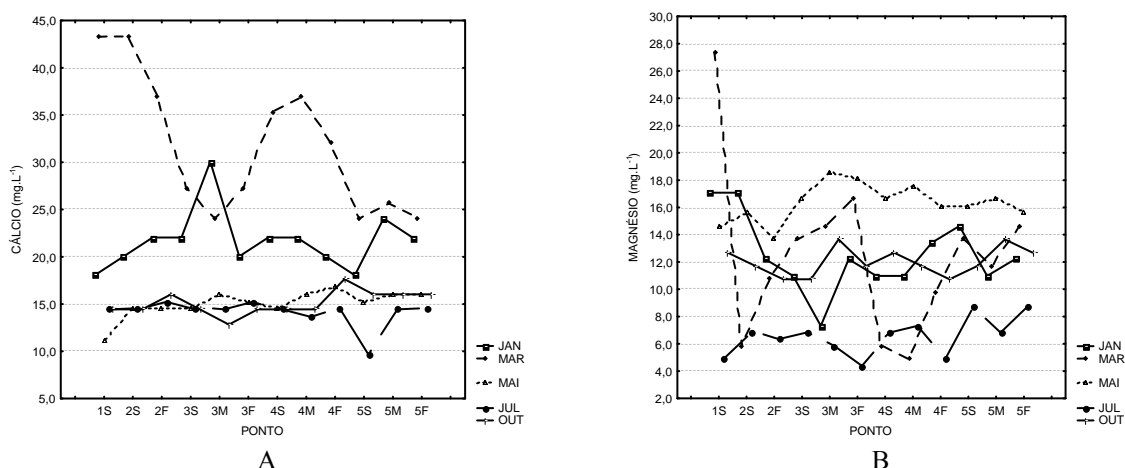 45,0
40,0
35,0
30,0
25,0
20,0
15,0
10,0
5,0
CÁLCIO (mg.L-1)
1S 2S 2F 3S 3M 3F 4S 4M 4F 5S 5M 5F
PONTO
JAN
MAR
MAI
JUL
OUT
A
30,0
28,0
26,0
24,0
22,0
20,0
18,0
16,0
14,0
12,0
10,0
8,0
6,0
4,0
2,0
MAGNÉSIO (mg.L-1)
1S 2S 2F 3S 3M 3F 4S 4M 4F 5S 5M 5F
PONTO
JAN
MAR
MAI
JUL
OUT
B